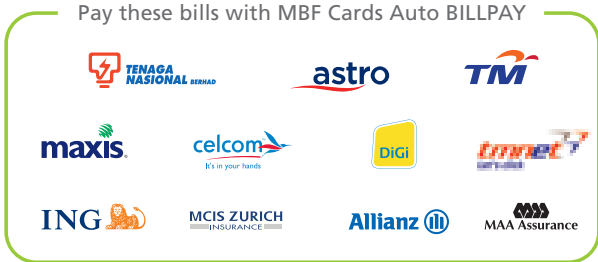 Pay these bills with MBF Cards Auto BILLPAY
TENAGA
NASIONAL BERHAD
astro
TM
maxis.
celcom
It's in your hands
DiGi
tmnet
ING
MCIS ZURICH
INSURANCE
Allianz
MAA Assurance